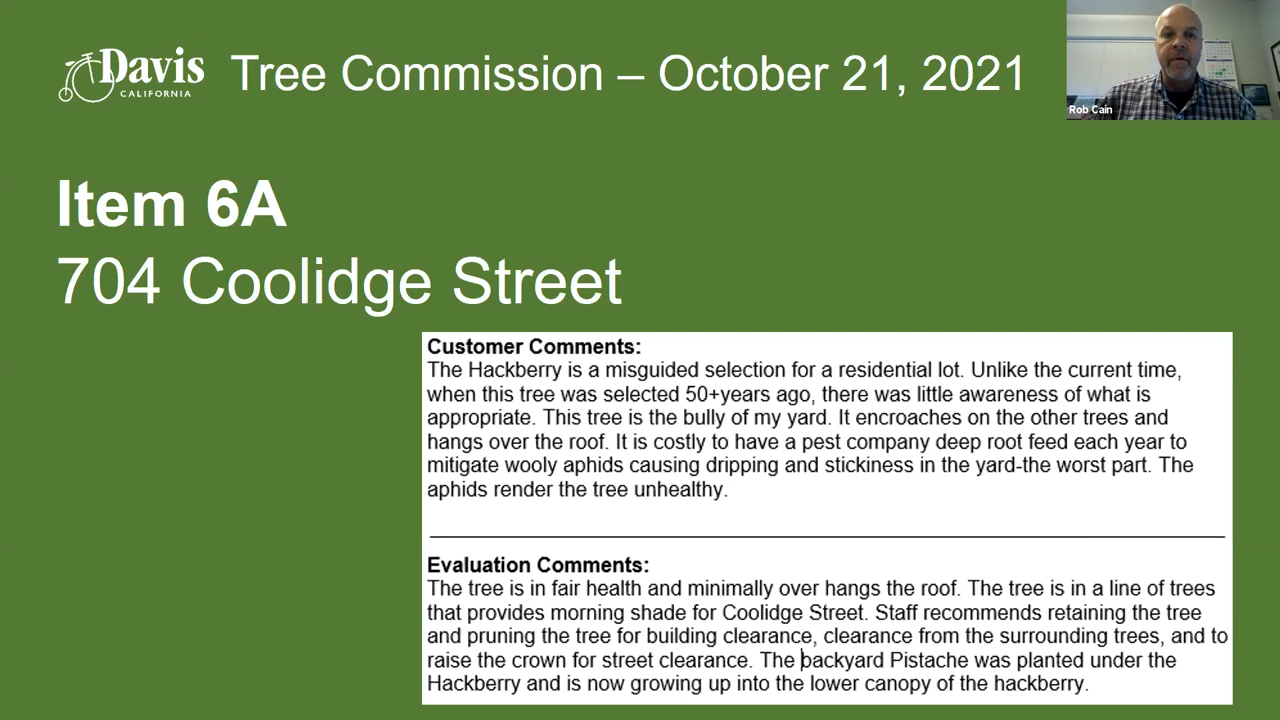 Davis
CALIFORNIA
Tree Commission – October 21, 2021
Rob Cain
Item 6A
704 Coolidge Street
Customer Comments:
The Hackberry is a misguided selection for a residential lot. Unlike the current time,
when this tree was selected 50+years ago, there was little awareness of what is
appropriate. This tree is the bully of my yard. It encroaches on the other trees and
hangs over the roof. It is costly to have a pest company deep root feed each year to
mitigate wooly aphids causing dripping and stickiness in the yard-the worst part. The
aphids render the tree unhealthy.
Evaluation Comments:
The tree is in fair health and minimally over hangs the roof. The tree is in a line of trees
that provides morning shade for Coolidge Street. Staff recommends retaining the tree
and pruning the tree for building clearance, clearance from the surrounding trees, and to
raise the crown for street clearance. The backyard Pistache was planted under the
Hackberry and is now growing up into the lower canopy of the hackberry.